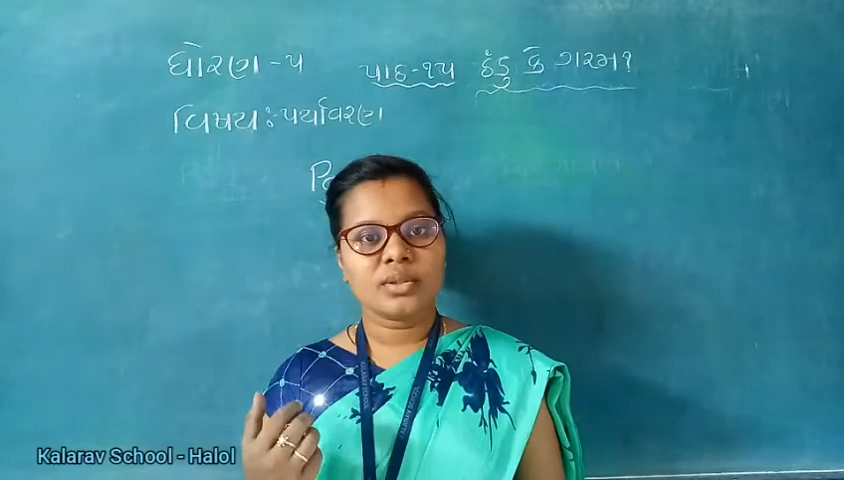 ધોરણ - ૫ પાઠ - ૧૫ ઠંડુ કે ગરમ?
વિષય :- પર્યાવરણ
Kalarav School - Halol